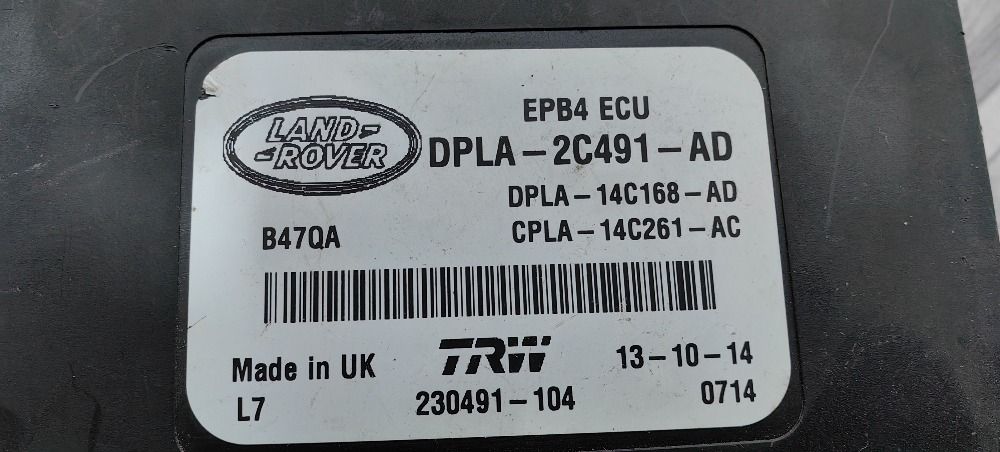 EPB4 ECU
LAND-
-ROVER
DPLA-2C491-AD
DPLA-14C168-AD
B47QA
CPLA-14C261-AC
Made in UK
TRW
13-10-14
L7
230491-104
0714